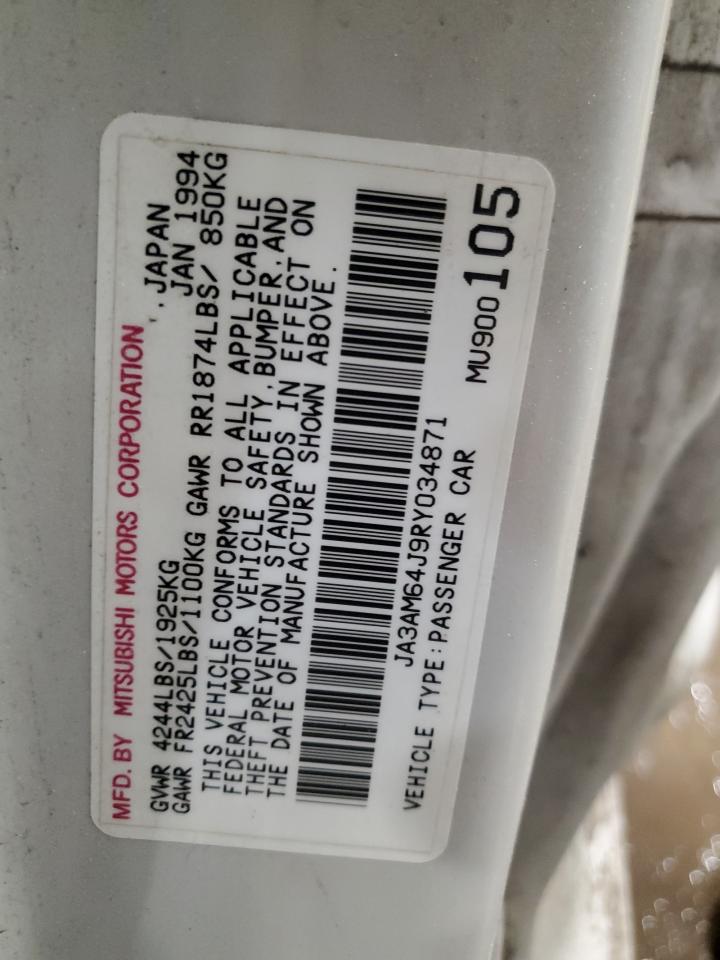 MFD. BY MITSUBISHI MOTORS CORPORATION, JAPAN
GVWR 4244LBS/1925KG JAN 1994
GAWR FR2425LBS/1100KG GAWR RR1874LBS/ 850KG
THIS VEHICLE CONFORMS TO ALL APPLICABLE
FEDERAL MOTOR VEHICLE SAFETY,BUMPER,AND
THEFT PREVENTION STANDARDS IN EFFECT ON
THE DATE OF MANUFACTURE SHOWN ABOVE.
JA3AM64J9RY034871
VEHICLE TYPE:PASSENGER CAR MU900105